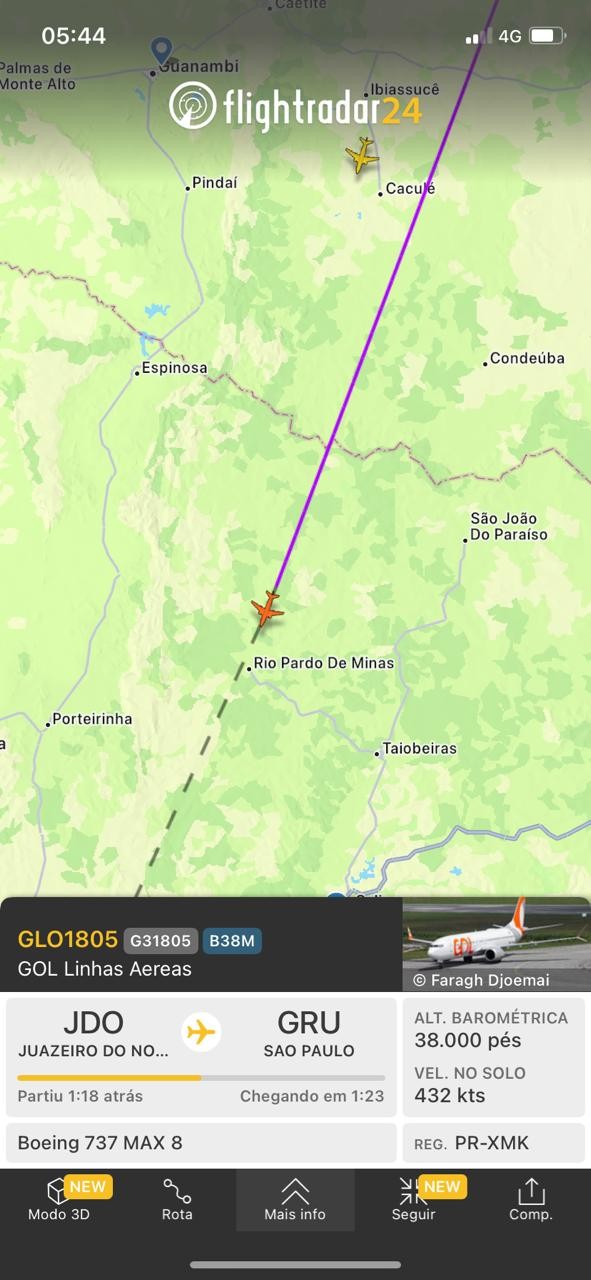 05:44
4G
Caetité
Palmas de
Monte Alto
Guanambi
Ibiassucê
flightradar24
Pindaí
Caculé
Espinosa
Condeúba
São João
Do Paraíso
Rio Pardo De Minas
Porteirinha
a
Taiobeiras
GLO1805 G31805 B38M
GOL Linhas Aereas
GOL
© Faragh Djoemai
JDO
JUAZEIRO DO NO...
GRU
SAO PAULO
Partiu 1:18 atrás
Chegando em 1:23
ALT. BAROMÉTRICA
38.000 pés
VEL. NO SOLO
432 kts
Boeing 737 MAX 8
REG. PR-XMK
NEW
Modo 3D
Rota
Mais info
NEW
Seguir
Comp.